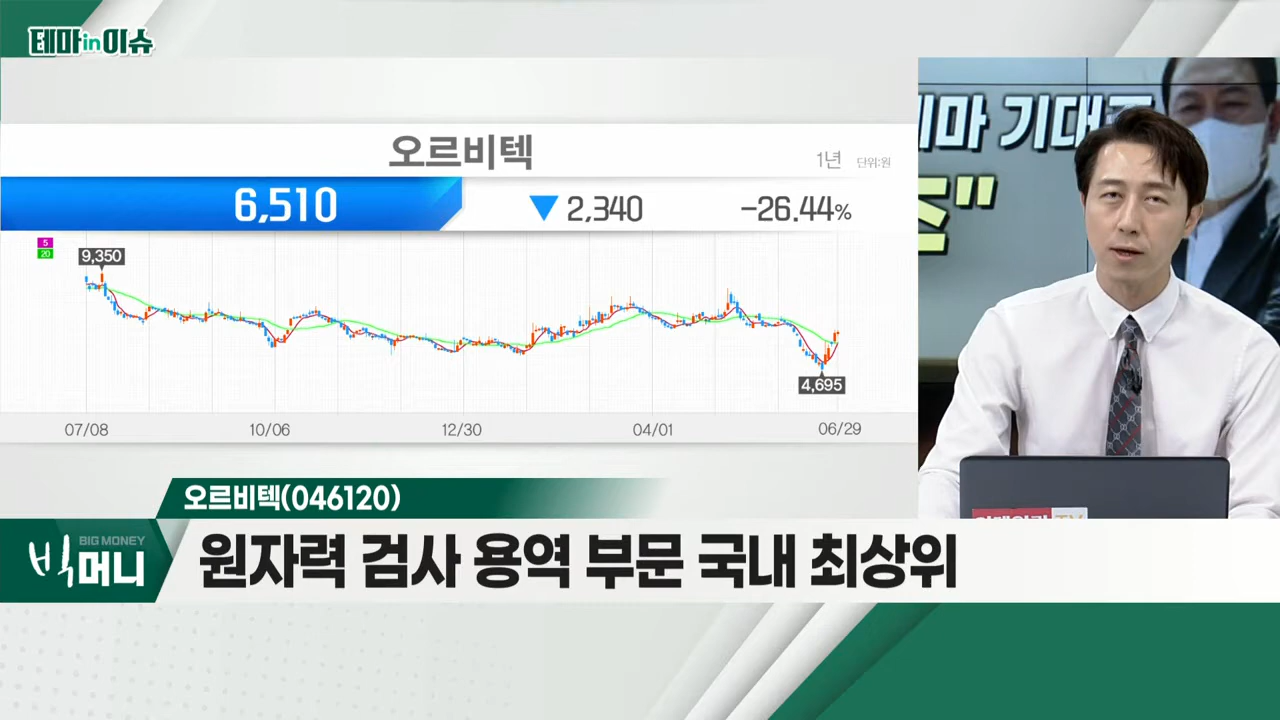 테마in이슈
테마 기대주
즈"
오르비텍
1년 단위:원
6,510 ▼ 2,340 -26.44%
5
20
9,350
4,695
07/08 10/06 12/30 04/01 06/29
오르비텍(046120)
BIG MONEY
빅머니
원자력 검사 용역 부문 국내 최상위